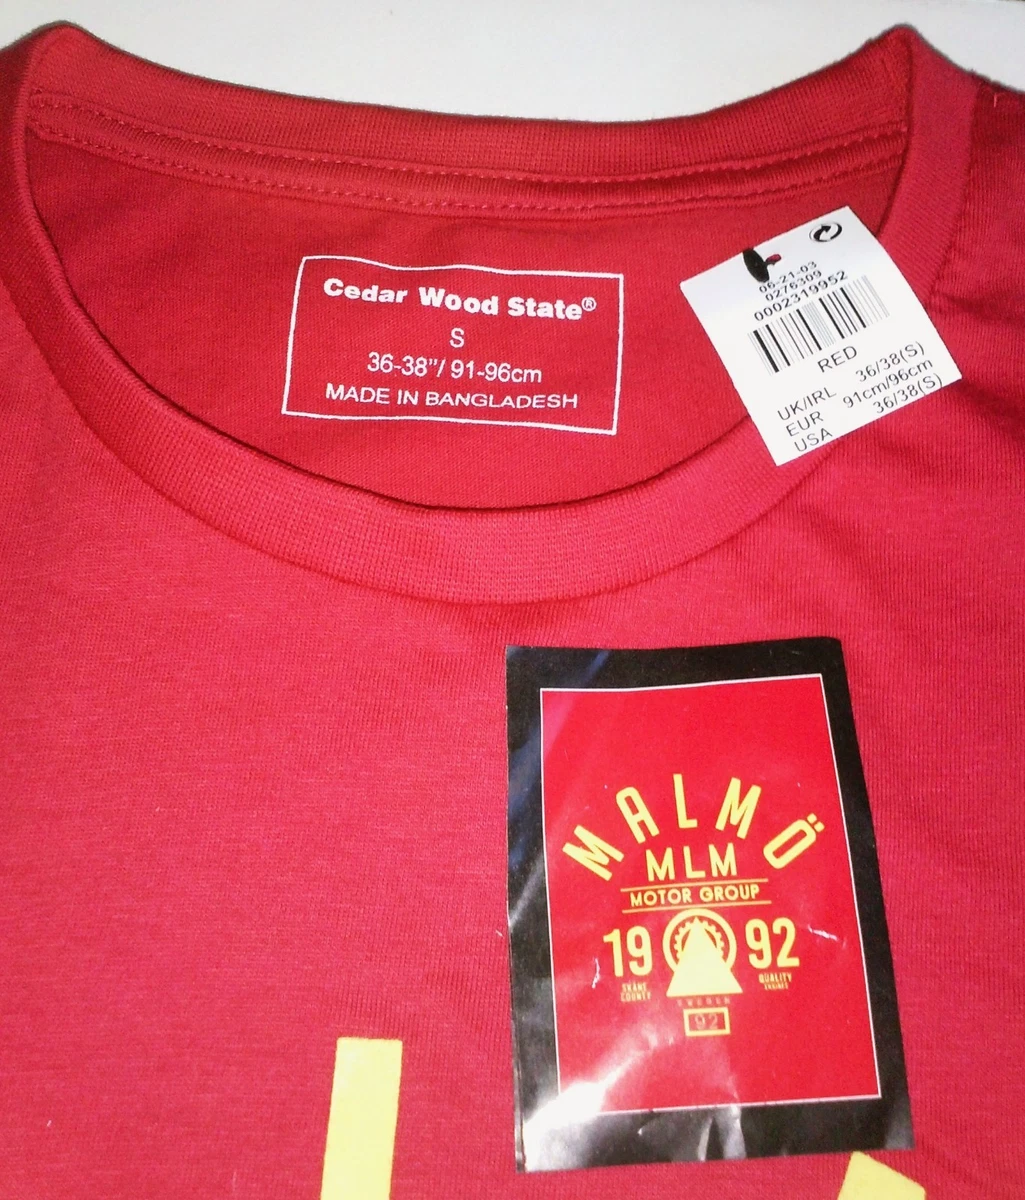 Cedar Wood State®
S
36-38"/ 91-96cm
MADE IN BANGLADESH
06-21-03
0276309
0002319952
RED
UK/IRL 36/38(S)
EUR 91cm/96cm
USA 36/38(S)
MALMÖ
MLM
MOTOR GROUP
19 92
SKÅNE QUALITY
COUNTY ENGINES
SWEDEN
92